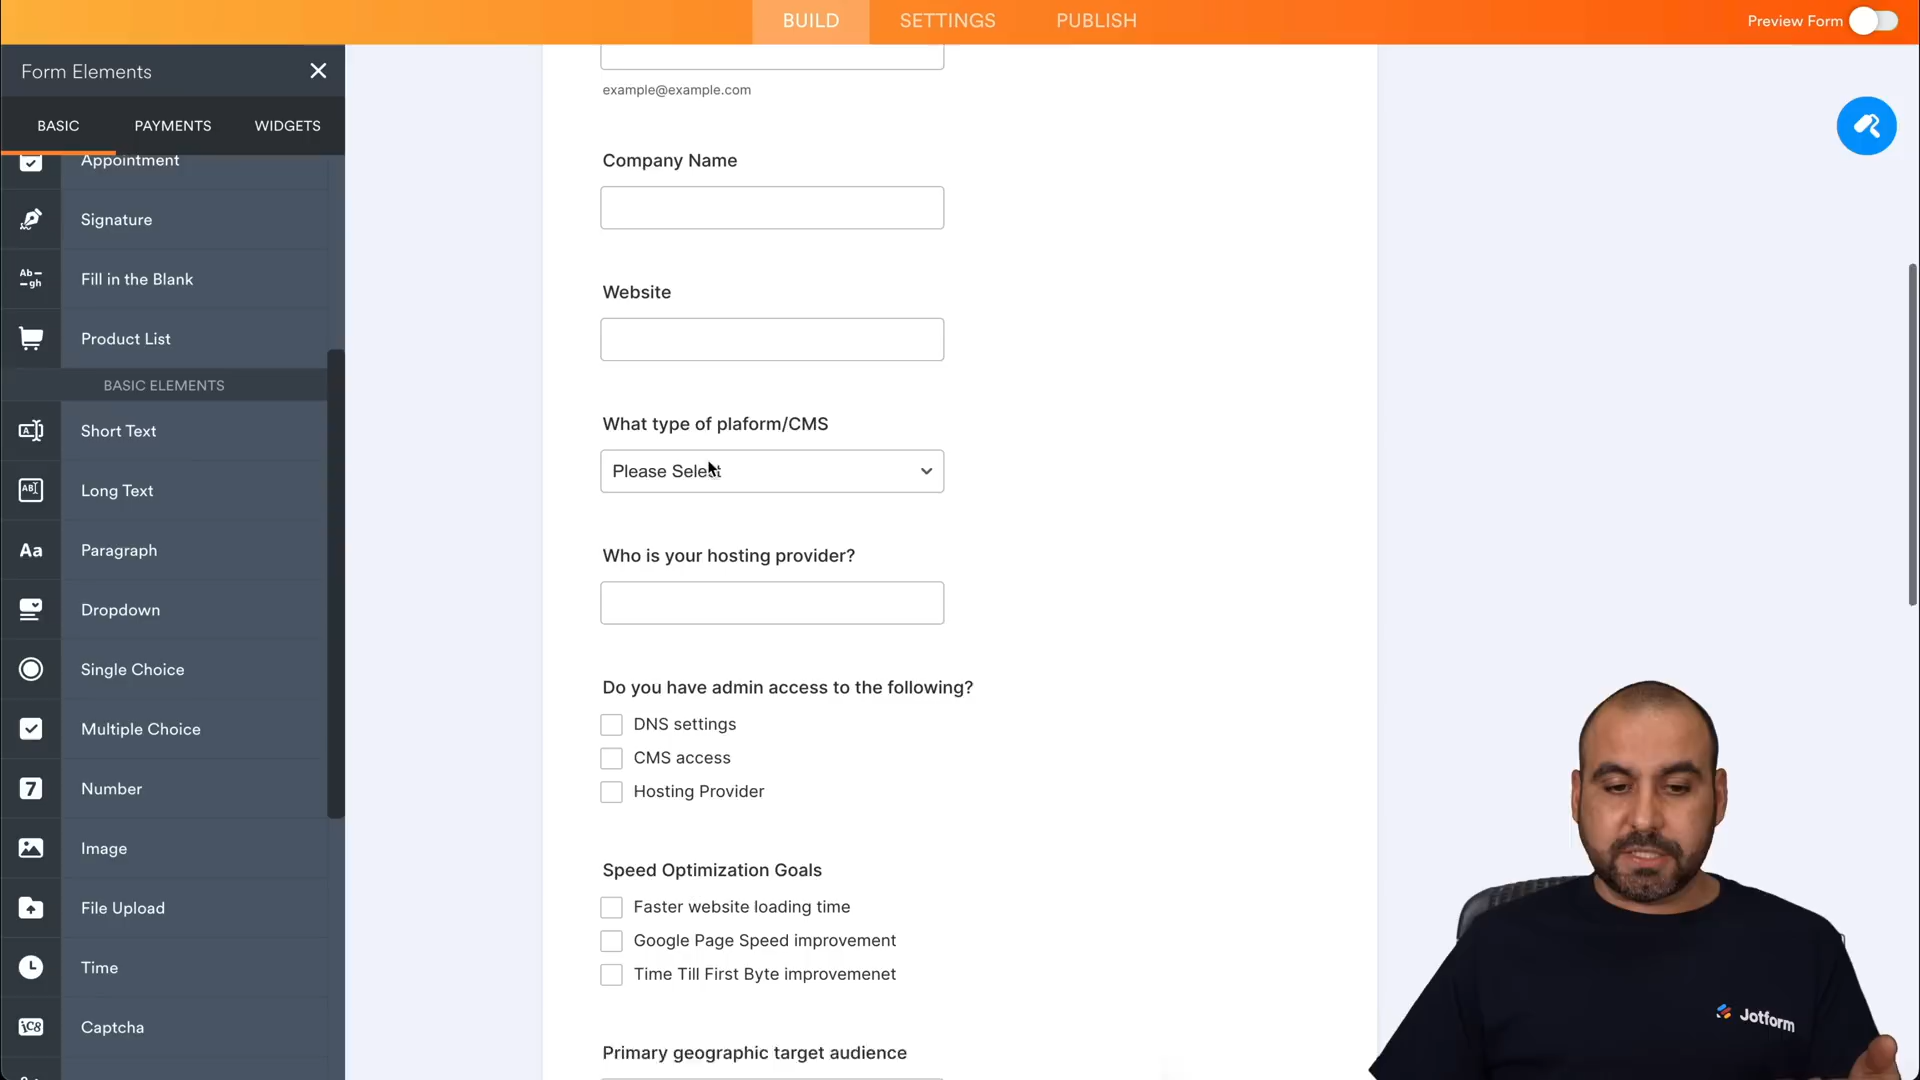 BUILD
SETTINGS
PUBLISH
Preview Form
Form Elements
BASIC
PAYMENTS
WIDGETS
Appointment
Signature
Fill in the Blank
Product List
BASIC ELEMENTS
Short Text
Long Text
Paragraph
Dropdown
Single Choice
Multiple Choice
Number
Image
File Upload
Time
Captcha
example@example.com
Company Name
Website
What type of plaform/CMS
Please Select
Who is your hosting provider?
Do you have admin access to the following?
DNS settings
CMS access
Hosting Provider
Speed Optimization Goals
Faster website loading time
Google Page Speed improvement
Time Till First Byte improvemenet
Primary geographic target audience
Jotform